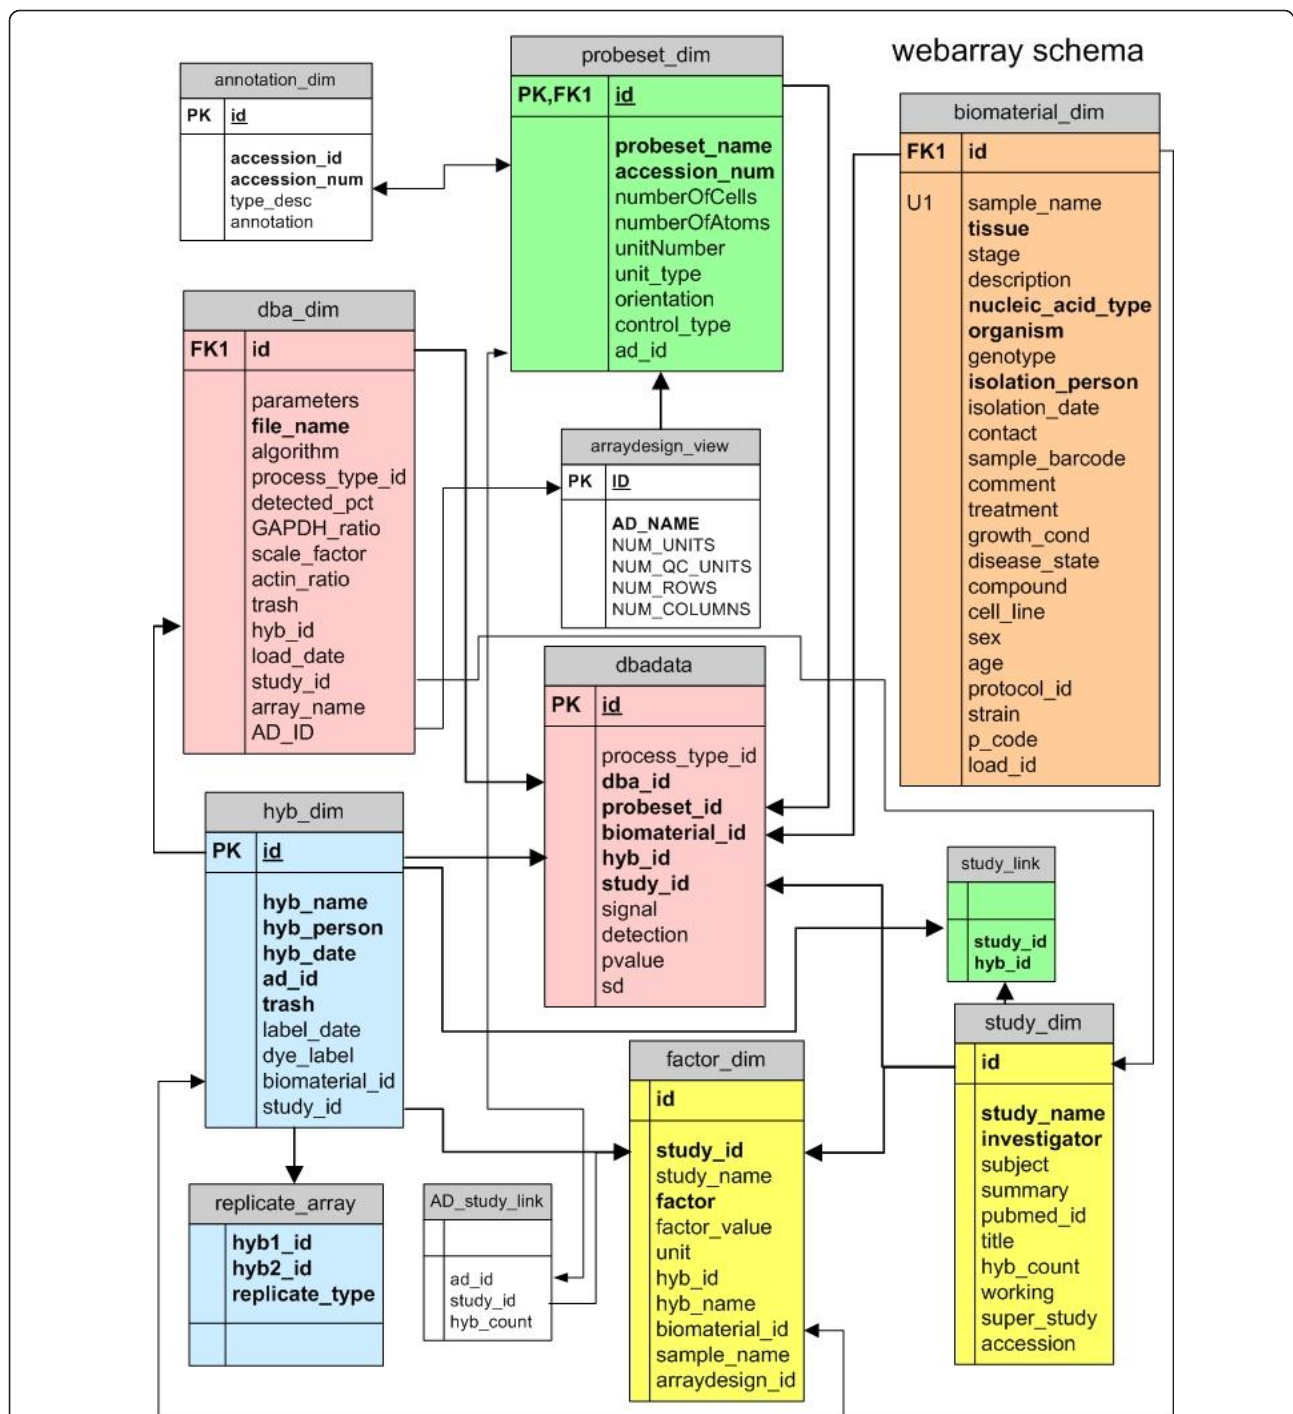 webarray schema
annotation_dim
PK id
accession_id
accession_num
type_desc
annotation
probeset_dim
PK,FK1 id
probeset_name
accession_num
numberOfCells
numberOfAtoms
unitNumber
unit_type
orientation
control_type
ad_id
biomaterial_dim
FK1 id
U1 sample_name
tissue
stage
description
nucleic_acid_type
organism
genotype
isolation_person
isolation_date
contact
sample_barcode
comment
treatment
growth_cond
disease_state
compound
cell_line
sex
age
protocol_id
strain
p_code
load_id
dba_dim
FK1 id
parameters
file_name
algorithm
process_type_id
detected_pct
GAPDH_ratio
scale_factor
actin_ratio
trash
hyb_id
load_date
study_id
array_name
AD_ID
arraydesign_view
PK ID
AD_NAME
NUM_UNITS
NUM_QC_UNITS
NUM_ROWS
NUM_COLUMNS
dbadata
PK id
process_type_id
dba_id
probeset_id
biomaterial_id
hyb_id
study_id
signal
detection
pvalue
sd
hyb_dim
PK id
hyb_name
hyb_person
hyb_date
ad_id
trash
label_date
dye_label
biomaterial_id
study_id
study_link
study_id
hyb_id
study_dim
id
study_name
investigator
subject
summary
pubmed_id
title
hyb_count
working
super_study
accession
factor_dim
id
study_id
study_name
factor
factor_value
unit
hyb_id
hyb_name
biomaterial_id
sample_name
arraydesign_id
replicate_array
hyb1_id
hyb2_id
replicate_type
AD_study_link
ad_id
study_id
hyb_count